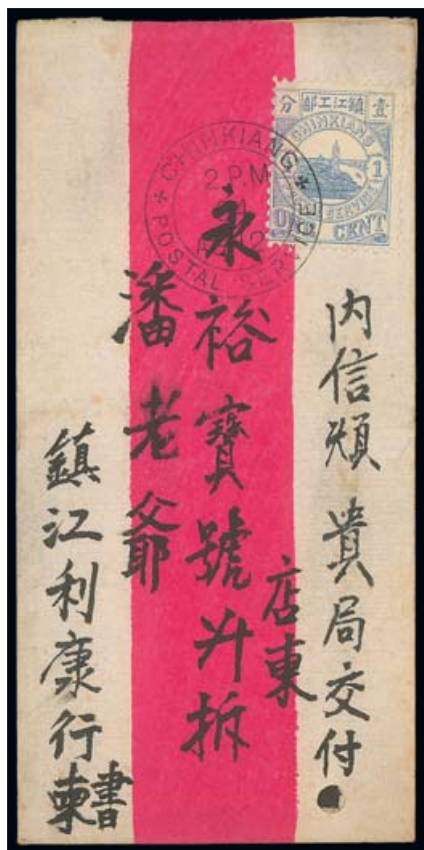 分 鎮江工部 壹
CHINKIANG
1
SERVICE
CENT
* CHINKIANG *
2 P.M
12
POSTAL SERVICE
內信煩 貴局交付
永裕寶號升拆
店東
潘老爺
鎮江利康行
書柬